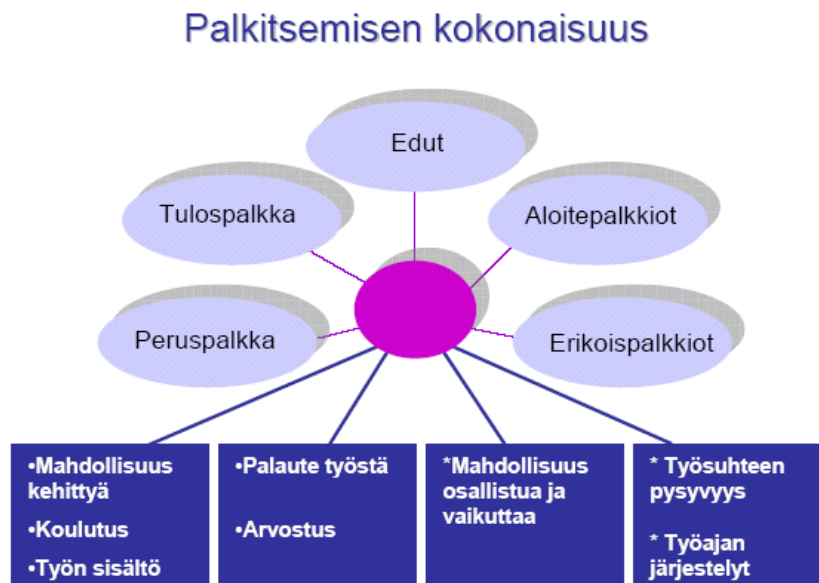 Palkitsemisen kokonaisuus
Edut
Tulospalkka
Aloitepalkkiot
Peruspalkka
Erikoispalkkiot
•Mahdollisuus
kehittyä
•Koulutus
•Työn sisältö
•Palaute työstä
•Arvostus
*Mahdollisuus
osallistua ja
vaikuttaa
* Työsuhteen
pysyvyys
* Työajan
järjestelyt